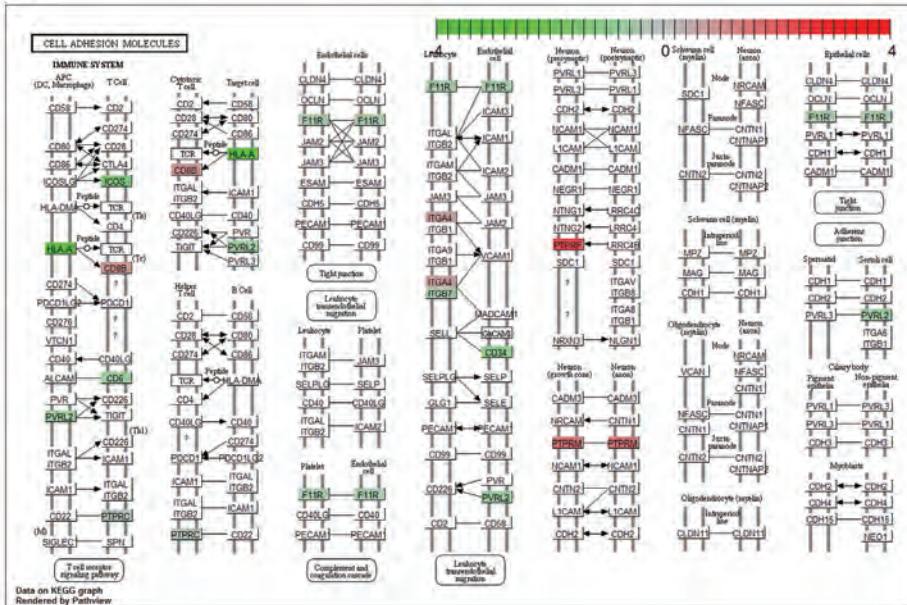 CELL ADHESION MOLECULES
-4 0 4
IMMUNE SYSTEM
APC
(DC, Macrophage)
T Cell
CD58
CD2
CD274
CD80
CD28
CD86
CTLA4
ICOSLG
ICOS
Peptide
HLA-DMA
TCR
(Th)
CD4
Peptide
HLA-A
TCR
(Tc)
CD8B
CD274
?
PDCD1LG2
PDCD1
CD276
?
VTCN1
?
CD40
CD40LG
ALCAM
CD6
PVR
CD226
PVRL2
TIGIT
(Th1)
CD226
ITGAL
ITGB2
ICAM1
ICAM1
ITGAL
ITGB2
CD22
PTPRC
(M)
SIGLEC
SPN
T cell receptor
signaling pathway
Cytotoxic
T cell
Target cell
CD2
CD58
CD28
CD80
CD274
CD86
Peptide
TCR
HLA-A
CD8B
ITGAL
ITGB2
ICAM1
CD40LG
CD40
CD226
PVR
TIGIT
PVRL2
PVRL3
Helper
T cell
B Cell
CD2
CD58
CD28
CD80
CD274
CD86
Peptide
TCR
HLA-DMA
CD4
CD40LG
CD40
?
CD274
PDCD1
PDCD1LG2
ICAM1
ITGAL
ITGB2
ITGAL
ITGB2
ICAM1
PTPRC
CD22
Endothelial cells
CLDN4
CLDN4
OCLN
OCLN
F11R
F11R
JAM2
JAM2
JAM3
JAM3
ESAM
ESAM
CDH5
CDH5
PECAM1
PECAM1
CD99
CD99
Tight junction
Leukocyte
transendothelial
migration
Leukocyte
Platelet
ITGAM
ITGB2
JAM3
SELPLG
SELP
CD40
CD40LG
ITGAL
ITGB2
ICAM2
Platelet
Endothelial
cell
F11R
F11R
CD40LG
CD40
PECAM1
PECAM1
Complement and
coagulation cascade
Leukocyte
Endothelial
cell
F11R
F11R
ICAM3
ITGAL
ITGB2
ICAM1
ITGAM
ITGB2
JAM3
JAM2
ITGA4
ITGB1
ITGA9
ITGB1
VCAM1
ITGA4
ITGB7
MADCAM1
SELL
CD34
SELPLG
SELP
GLG1
SELE
PECAM1
PECAM1
CD99
CD99
PVR
CD226
PVRL2
CD2
CD58
Leukocyte
transendothelial
migration
Neuron
(presynaptic)
Neuron
(postsynaptic)
PVRL1
PVRL3
PVRL3
PVRL1
CDH2
CDH2
NCAM1
NCAM1
L1CAM
L1CAM
CADM1
CADM3
NEGR1
NEGR1
NTNG1
LRRC4C
NTNG2
LRRC4
PTPRF
LRRC4B
SDC1
?
ITGAV
ITGB8
?
ITGA8
ITGB1
NRXN3
NLGN1
Neuron
(growth cone)
Neuron
(axon)
CADM3
CADM3
NRCAM
CNTN1
PTPRM
PTPRM
NCAM1
NCAM1
CNTN2
CNTN2
L1CAM
L1CAM
CDH2
CDH2
Schwann cell
(myelin)
Neuron
(axon)
Node
SDC1
NRCAM
NFASC
Paranode
NFASC
CNTN1
CNTNAP1
Juxta-
paranode
CNTN2
CNTN2
CNTNAP2
Schwann cell (myelin)
Intraperiod
line
MPZ
MPZ
MAG
MAG
CDH1
CDH1
Oligodendrocyte
(myelin)
Neuron
(axon)
Node
VCAN
NRCAM
NFASC
Paranode
NFASC
CNTN1
CNTN1
Juxta-
paranode
CNTN2
CNTN2
CNTNAP2
Oligodendrocyte (myelin)
Intraperiod
line
CLDN11
CLDN11
Epithelial cells
CLDN4
CLDN4
OCLN
OCLN
F11R
F11R
PVRL1
PVRL1
CDH1
CDH1
CADM1
CADM1
Tight
junction
Adherens
junction
Spermatid
Sertoli cell
CDH1
CDH1
CDH2
CDH2
PVRL3
PVRL2
ITGA6
ITGB1
Ciliary body
Pigment
epithelia
Non-pigment
epithelia
PVRL1
PVRL3
PVRL1
PVRL1
CDH3
CDH3
Myoblasts
CDH2
CDH2
CDH4
CDH4
CDH15
CDH15
NEO1
Data on KEGG graph
Rendered by Pathview